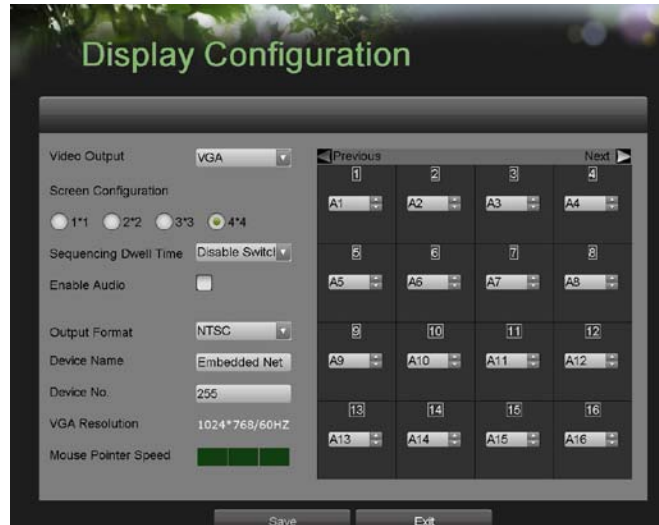 Display Configuration
Video Output VGA
Screen Configuration
1*1 2*2 3*3 4*4
Sequencing Dwell Time Disable Switcl
Enable Audio
Output Format NTSC
Device Name Embedded Net
Device No. 255
VGA Resolution 1024*768/60HZ
Mouse Pointer Speed
Previous Next
1 2 3 4
A1 A2 A3 A4
5 6 7 8
A5 A6 A7 A8
9 10 11 12
A9 A10 A11 A12
13 14 15 16
A13 A14 A15 A16
Save Exit